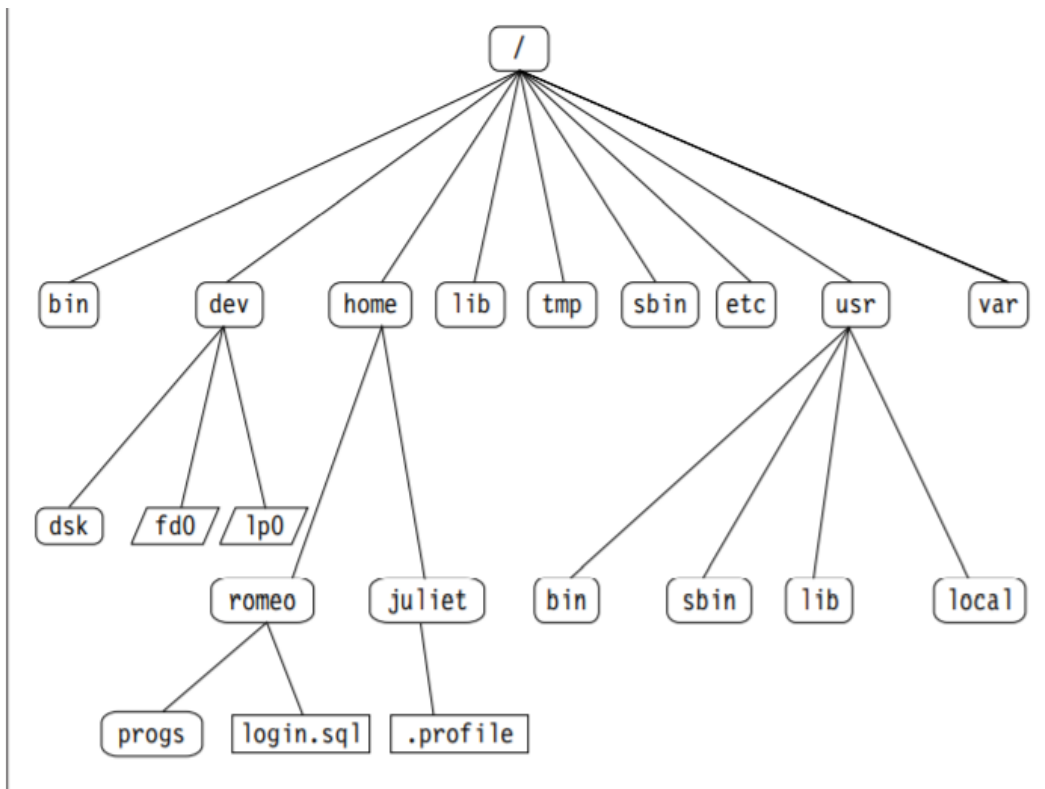 /
bin dev home lib tmp sbin etc usr var
dsk fd0 lp0
romeo juliet bin sbin lib local
progs login.sql .profile